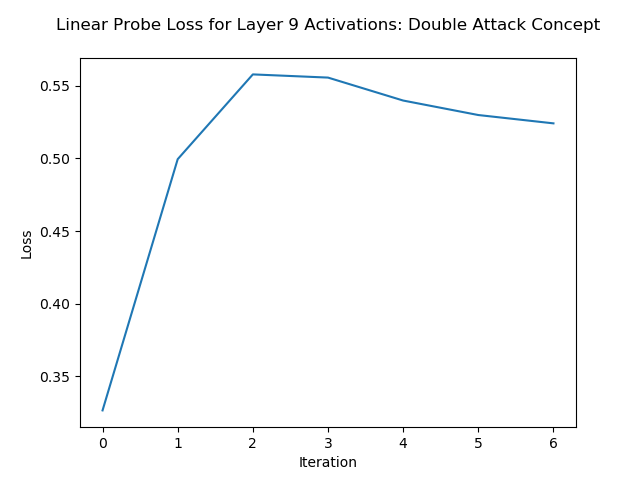 Linear Probe Loss for Layer 9 Activations: Double Attack Concept
0.55
0.50
0.45
0.40
0.35
Loss
0 1 2 3 4 5 6
Iteration